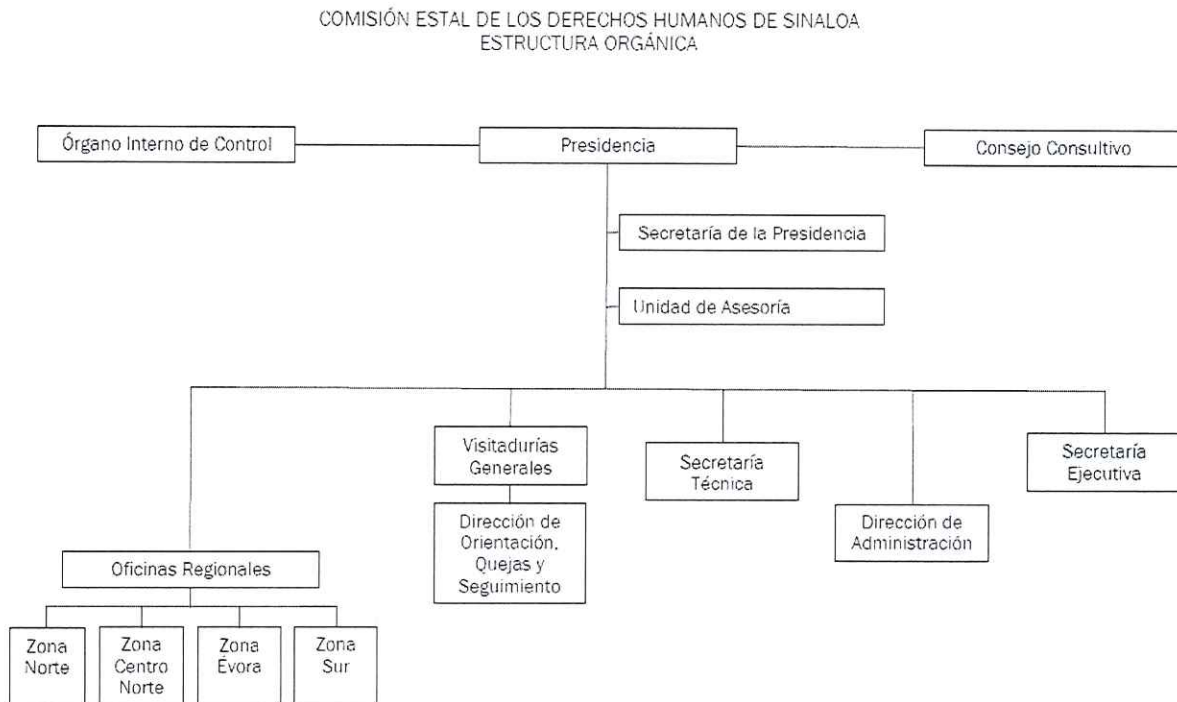 COMISIÓN ESTAL DE LOS DERECHOS HUMANOS DE SINALOA
ESTRUCTURA ORGÁNICA
Órgano Interno de Control
Presidencia
Consejo Consultivo
Secretaría de la Presidencia
Unidad de Asesoría
Visitadurías
Generales
Secretaría
Técnica
Secretaría
Ejecutiva
Dirección de
Orientación,
Quejas y
Seguimiento
Dirección de
Administración
Oficinas Regionales
Zona
Norte
Zona
Centro
Norte
Zona
Évora
Zona
Sur